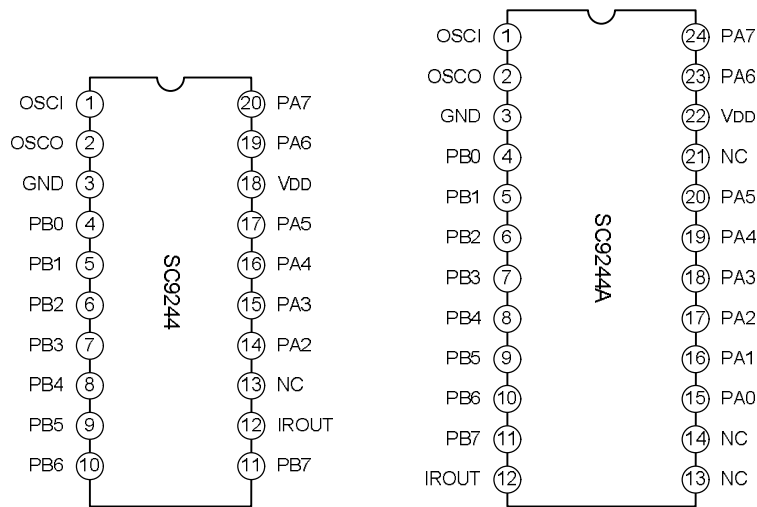 OSCI 1 20 PA7
OSCO 2 19 PA6
GND 3 18 VDD
PB0 4 17 PA5
PB1 5 16 PA4
PB2 6 15 PA3
PB3 7 14 PA2
PB4 8 13 NC
PB5 9 12 IROUT
PB6 10 11 PB7
SC9244
OSCI 1 24 PA7
OSCO 2 23 PA6
GND 3 22 VDD
PB0 4 21 NC
PB1 5 20 PA5
PB2 6 19 PA4
PB3 7 18 PA3
PB4 8 17 PA2
PB5 9 16 PA1
PB6 10 15 PA0
PB7 11 14 NC
IROUT 12 13 NC
SC9244A